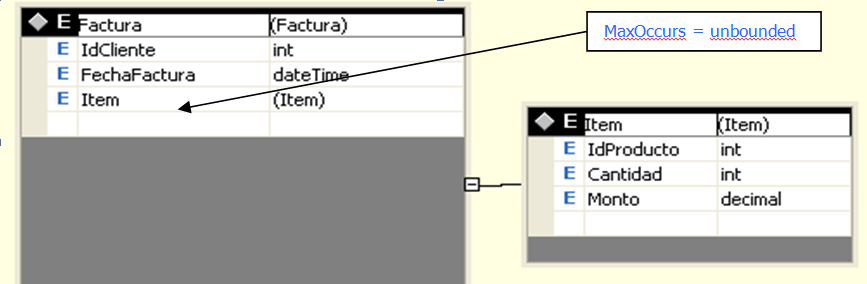 E Factura (Factura)
E IdCliente int
E FechaFactura dateTime
E Item (Item)
MaxOccurs = unbounded
E Item (Item)
E IdProducto int
E Cantidad int
E Monto decimal